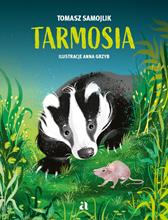 TOMASZ SAMOJLIK
TARMOSIA
ILUSTRACJE ANNA GRZYB
a